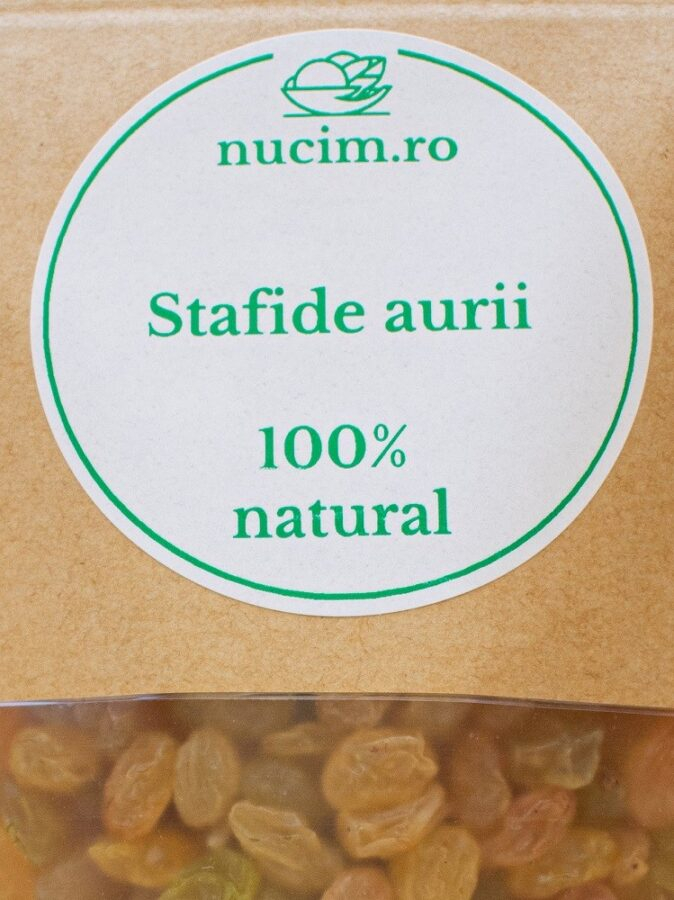 nucim.ro
Stafide aurii
100%
natural